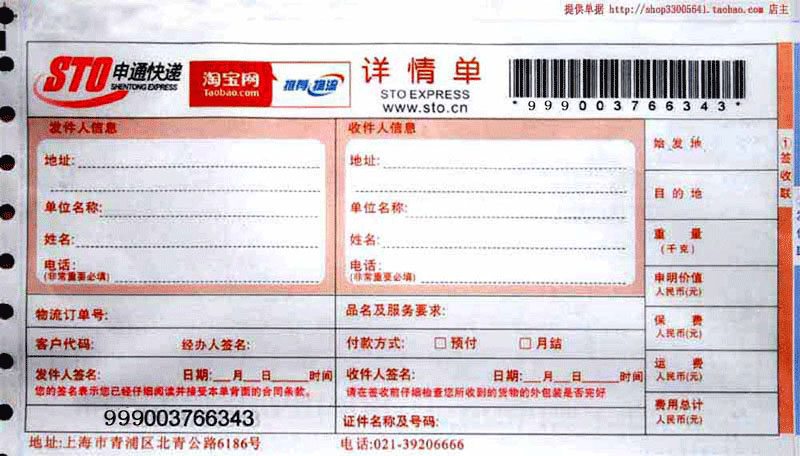 提供单据 http://shop3300564l.taobao.com 店主
STO 申通快递
SHENTONG EXPRESS
淘宝网
Taobao.com
推荐 物流
详情单
STO EXPRESS
www.sto.cn
*999003766343*
发件人信息
地址:
单位名称:
姓名:
电话:
(非常重要必填)
收件人信息
地址:
单位名称:
姓名:
电话:
(非常重要必填)
始发地
目的地
重量
(千克)
申明价值
人民币(元)
保费
人民币(元)
运费
人民币(元)
费用总计
人民币(元)
①签收联
物流订单号:
品名及服务要求:
客户代码: 经办人签名:
付款方式: □预付 □月结
发件人签名: 日期:__月__日 时间
您的签名表示您已经仔细阅读并接受本单背面的合同条款。
收件人签名: 日期:__月__日 时间
请在签收前仔细检查您所收到的货物的外包装是否完好
999003766343
证件名称及号码:
地址:上海市青浦区北青公路6186号 电话:021-39206666